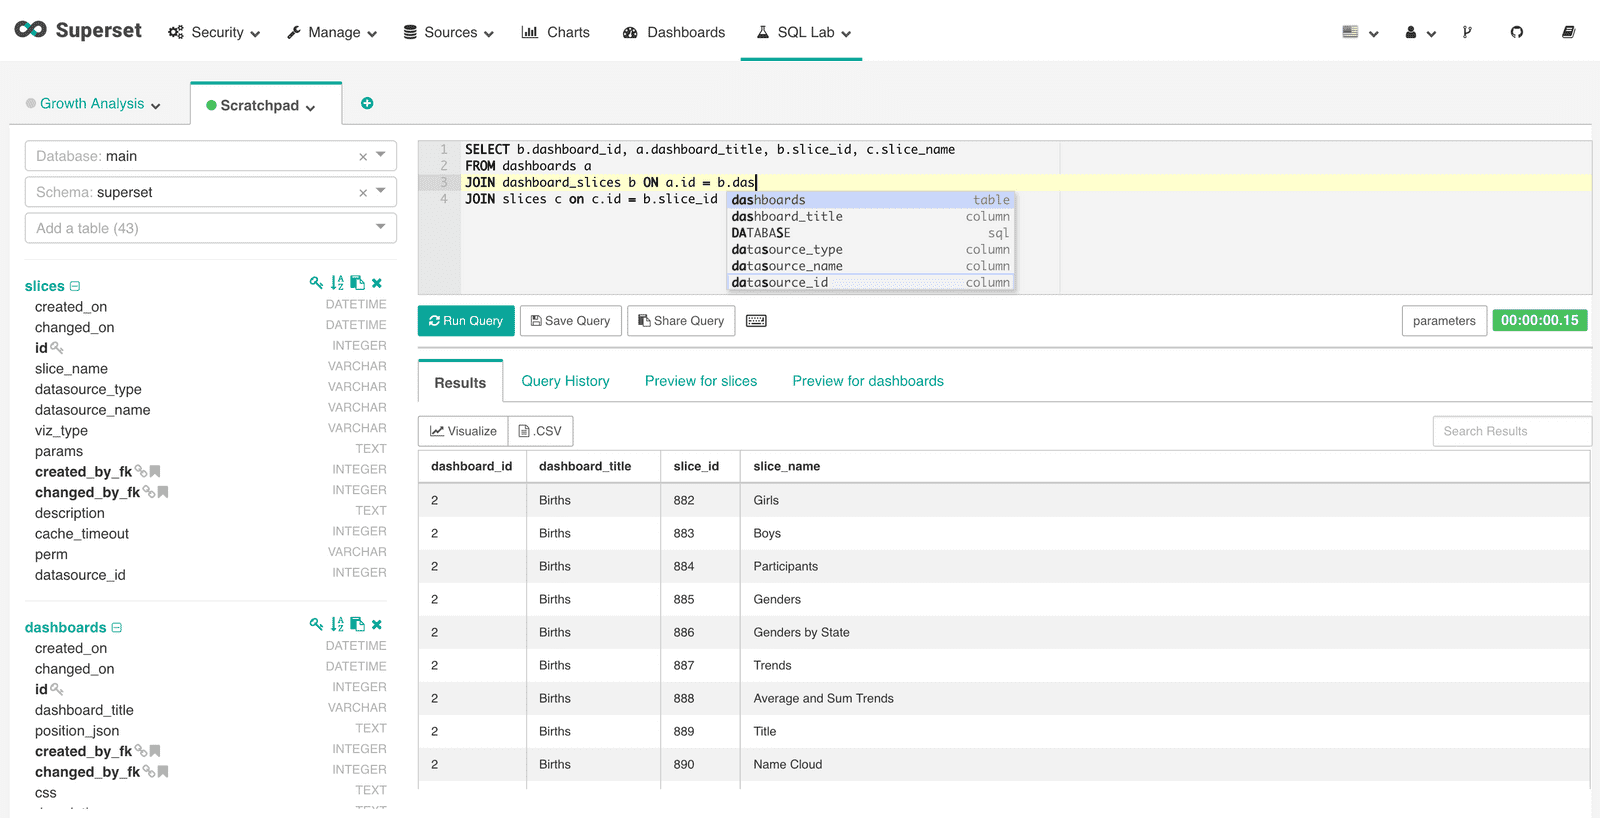 Superset Security Manage Sources Charts Dashboards SQL Lab
Growth Analysis Scratchpad
Database: main
Schema: superset
Add a table (43)
slices
created_on DATETIME
changed_on DATETIME
id INTEGER
slice_name VARCHAR
datasource_type VARCHAR
datasource_name VARCHAR
viz_type VARCHAR
params TEXT
created_by_fk INTEGER
changed_by_fk INTEGER
description TEXT
cache_timeout INTEGER
perm VARCHAR
datasource_id INTEGER
dashboards
created_on DATETIME
changed_on DATETIME
id INTEGER
dashboard_title VARCHAR
position_json TEXT
created_by_fk INTEGER
changed_by_fk INTEGER
css TEXT
1 SELECT b.dashboard_id, a.dashboard_title, b.slice_id, c.slice_name
2 FROM dashboards a
3 JOIN dashboard_slices b ON a.id = b.das
4 JOIN slices c on c.id = b.slice_id
dashboards table
dashboard_title column
DATABASE sql
datasource_type column
datasource_name column
datasource_id column
Run Query Save Query Share Query parameters 00:00:00.15
Results Query History Preview for slices Preview for dashboards
Visualize .CSV Search Results
dashboard_id dashboard_title slice_id slice_name
2 Births 882 Girls
2 Births 883 Boys
2 Births 884 Participants
2 Births 885 Genders
2 Births 886 Genders by State
2 Births 887 Trends
2 Births 888 Average and Sum Trends
2 Births 889 Title
2 Births 890 Name Cloud